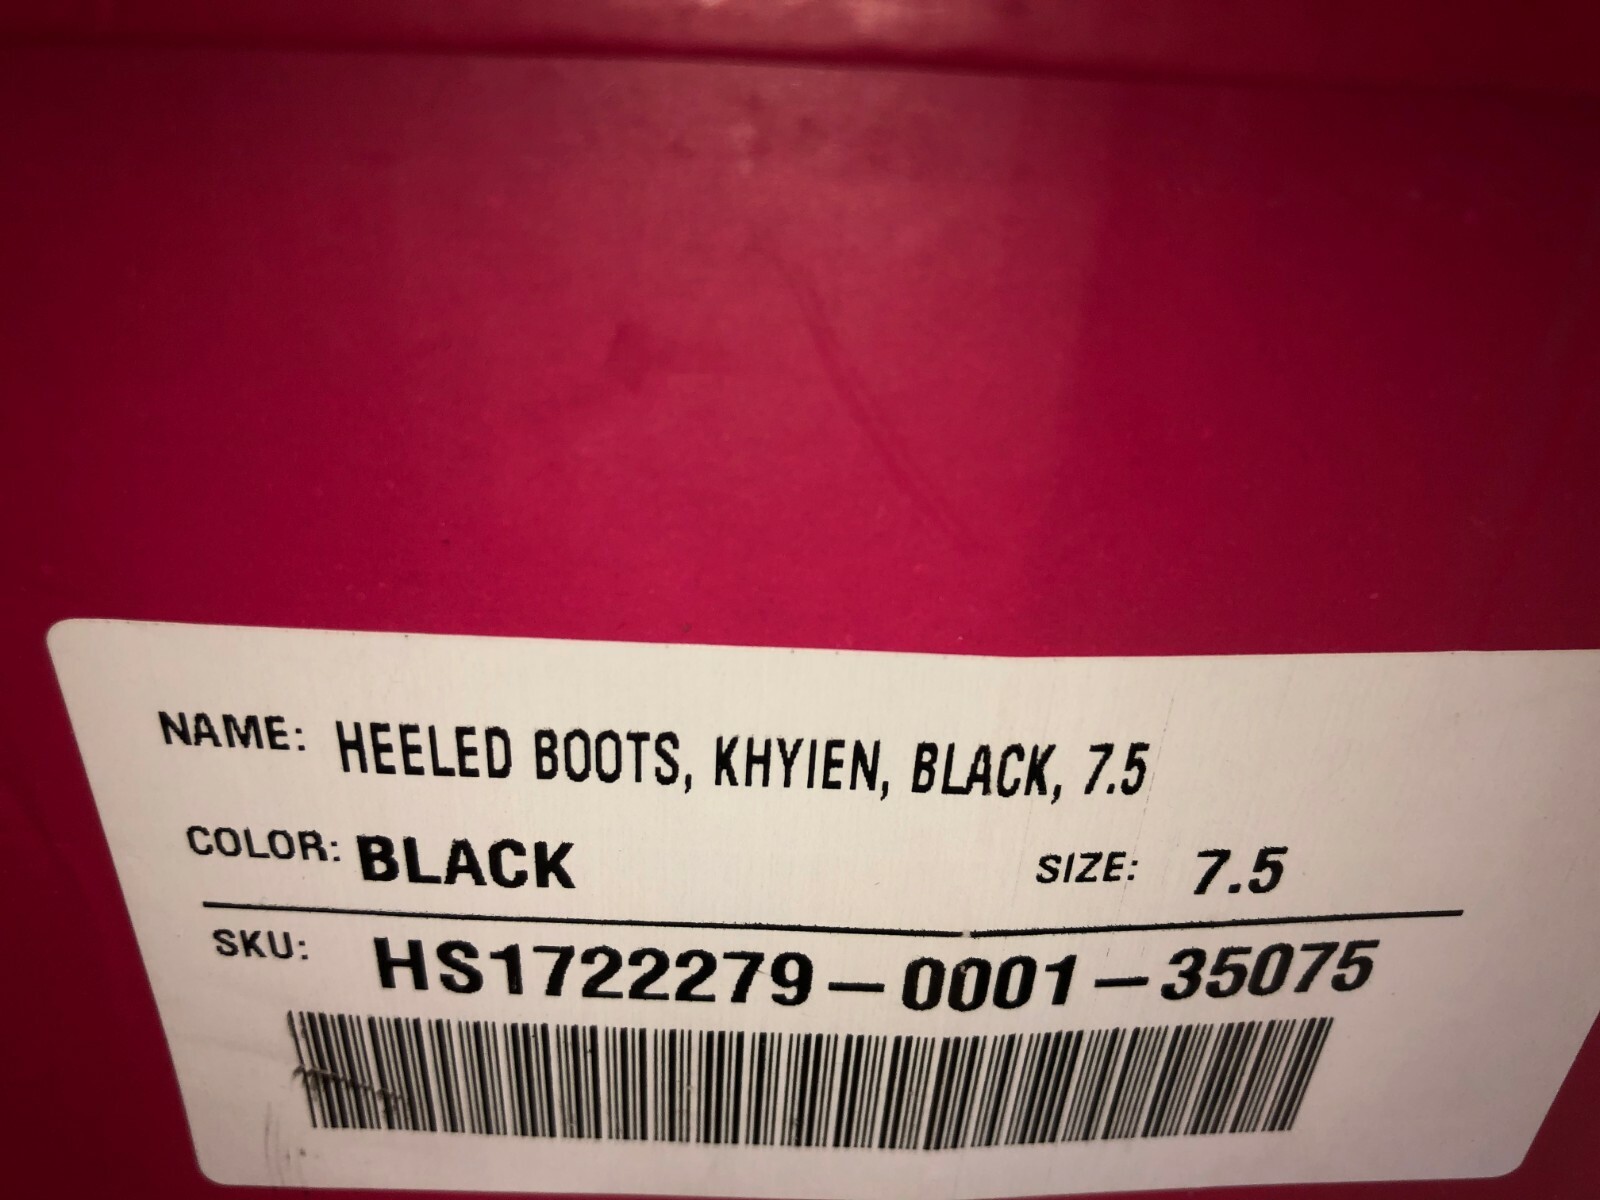 NAME: HEELED BOOTS, KHYIEN, BLACK, 7.5
COLOR: BLACK SIZE: 7.5
SKU: HS1722279-0001-35075